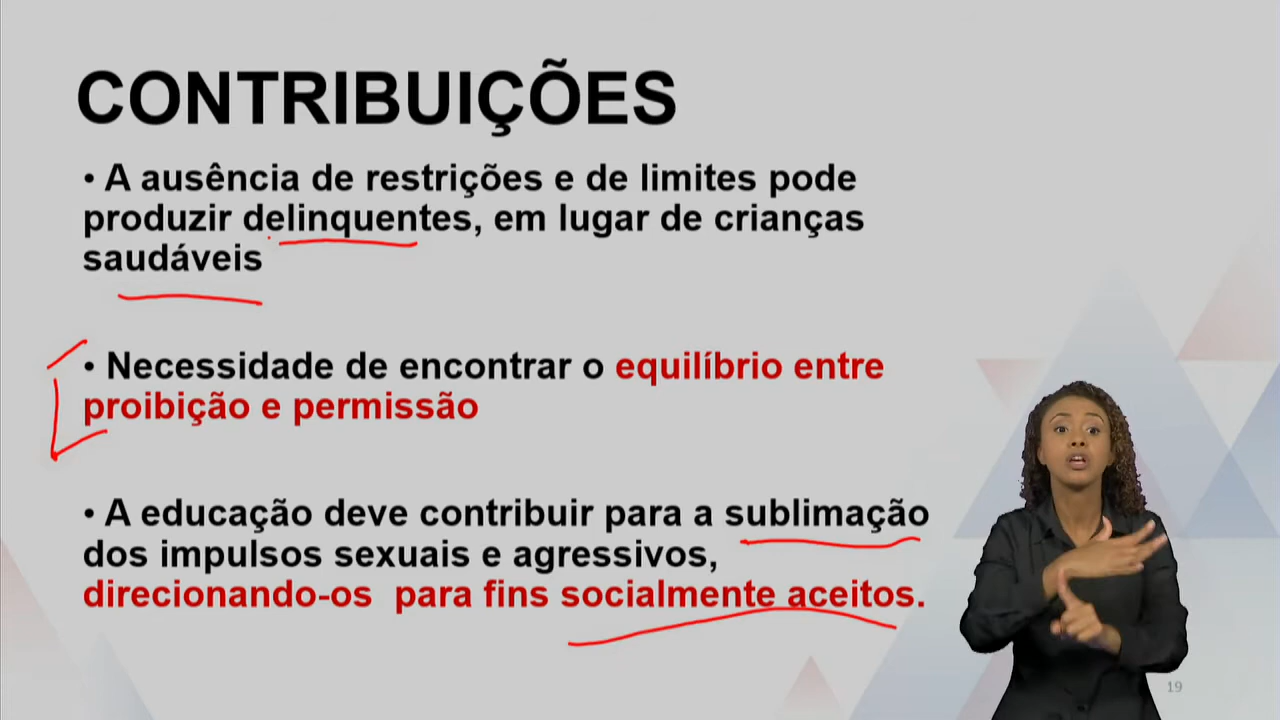 CONTRIBUIÇÕES
• A ausência de restrições e de limites pode
produzir delinquentes, em lugar de crianças
saudáveis
• Necessidade de encontrar o equilíbrio entre
proibição e permissão
• A educação deve contribuir para a sublimação
dos impulsos sexuais e agressivos,
direcionando-os para fins socialmente aceitos.
19